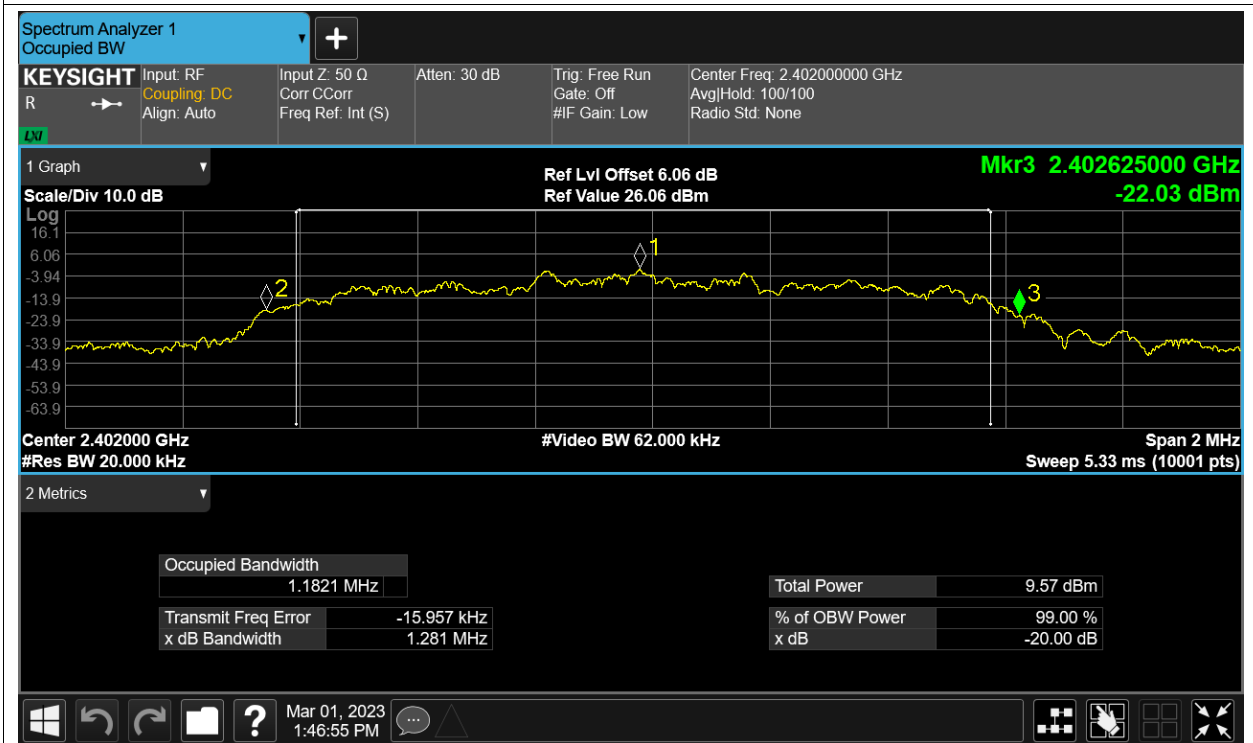 Spectrum Analyzer 1
Occupied BW
KEYSIGHT Input: RF Input Z: 50 Ω Atten: 30 dB Trig: Free Run Center Freq: 2.402000000 GHz
R Coupling: DC Corr CCorr Gate: Off Avg|Hold: 100/100
Align: Auto Freq Ref: Int (S) #IF Gain: Low Radio Std: None
LXI
1 Graph Ref Lvl Offset 6.06 dB Mkr3 2.402625000 GHz
Scale/Div 10.0 dB Ref Value 26.06 dBm -22.03 dBm
Log
16.1
6.06 1
-3.94
-13.9 2 3
-23.9
-33.9
-43.9
-53.9
-63.9
Center 2.402000 GHz #Video BW 62.000 kHz Span 2 MHz
#Res BW 20.000 kHz Sweep 5.33 ms (10001 pts)
2 Metrics
Occupied Bandwidth
1.1821 MHz Total Power 9.57 dBm
Transmit Freq Error -15.957 kHz % of OBW Power 99.00 %
x dB Bandwidth 1.281 MHz x dB -20.00 dB
? Mar 01, 2023
1:46:55 PM